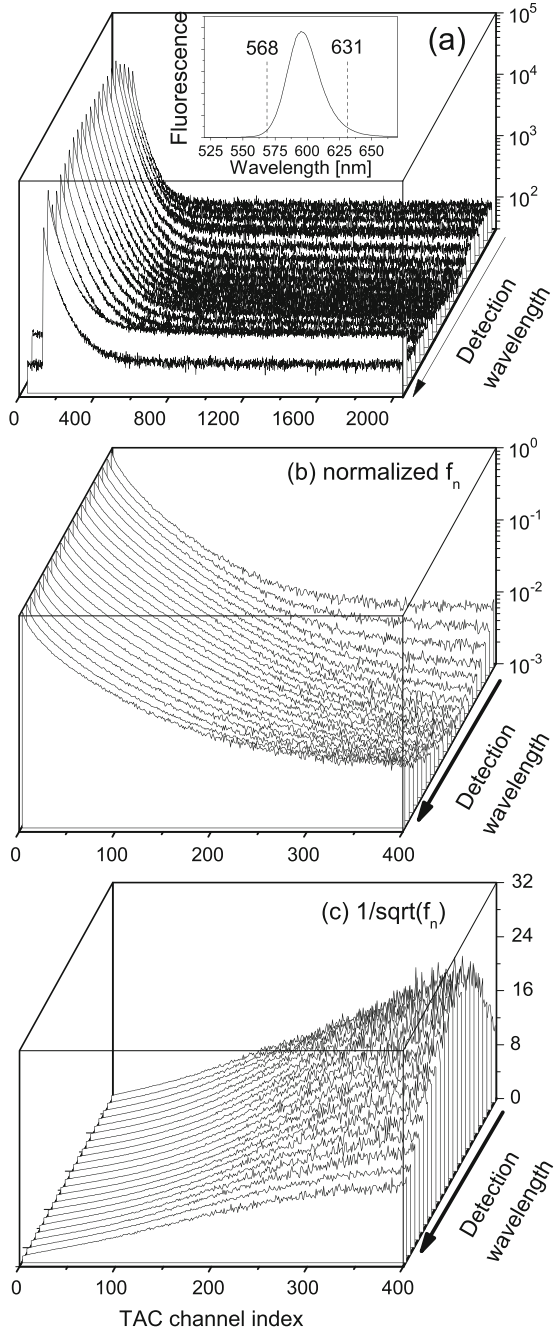 (a)
10^5
10^4
10^3
10^2
Fluorescence
568
631
525 550 575 600 625 650
Wavelength [nm]
Detection
wavelength
0 400 800 1200 1600 2000
(b) normalized f_n
10^0
10^-1
10^-2
10^-3
Detection
wavelength
0 100 200 300 400
(c) 1/sqrt(f_n)
32
24
16
8
0
Detection
wavelength
0 100 200 300 400
TAC channel index